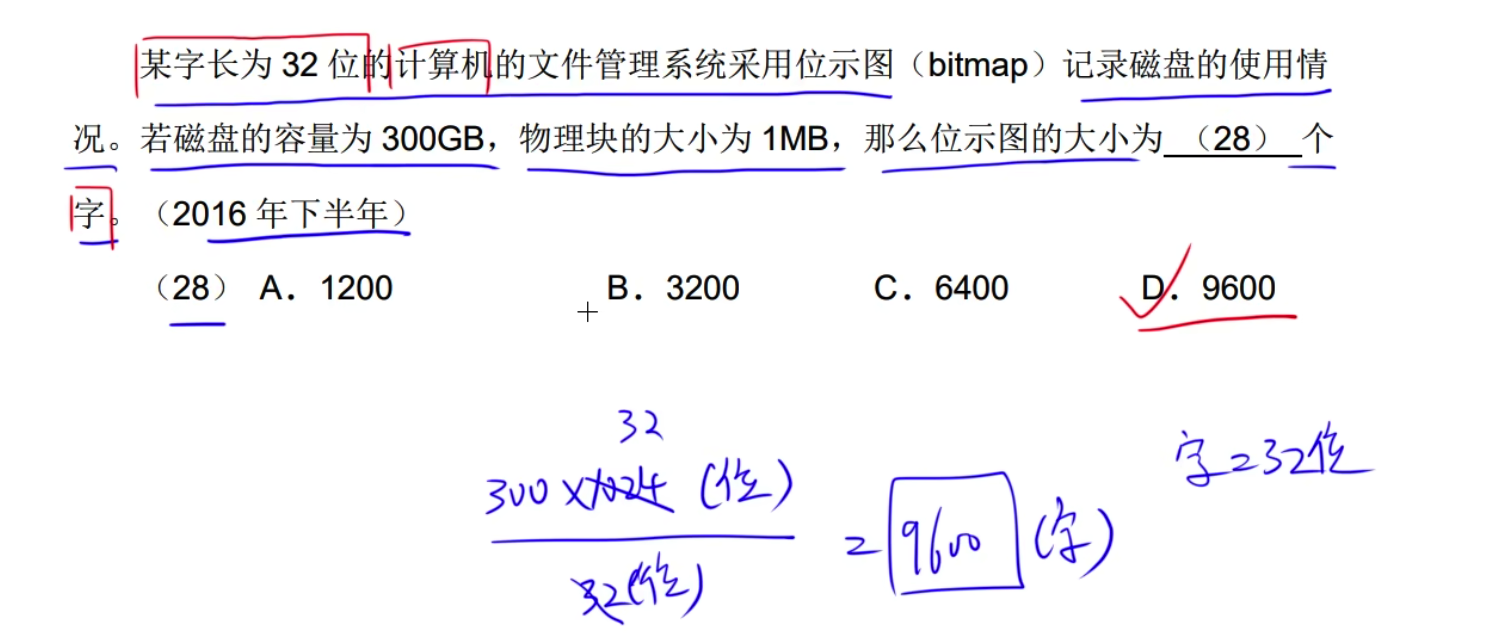 某字长为 32 位的计算机的文件管理系统采用位示图（bitmap）记录磁盘的使用情
况。若磁盘的容量为 300GB，物理块的大小为 1MB，那么位示图的大小为 （28） 个
字。（2016 年下半年）
（28） A．1200 B．3200 C．6400 D．9600
32
300×1024 (位)
32(位)
= 9600 (字)
字=32位